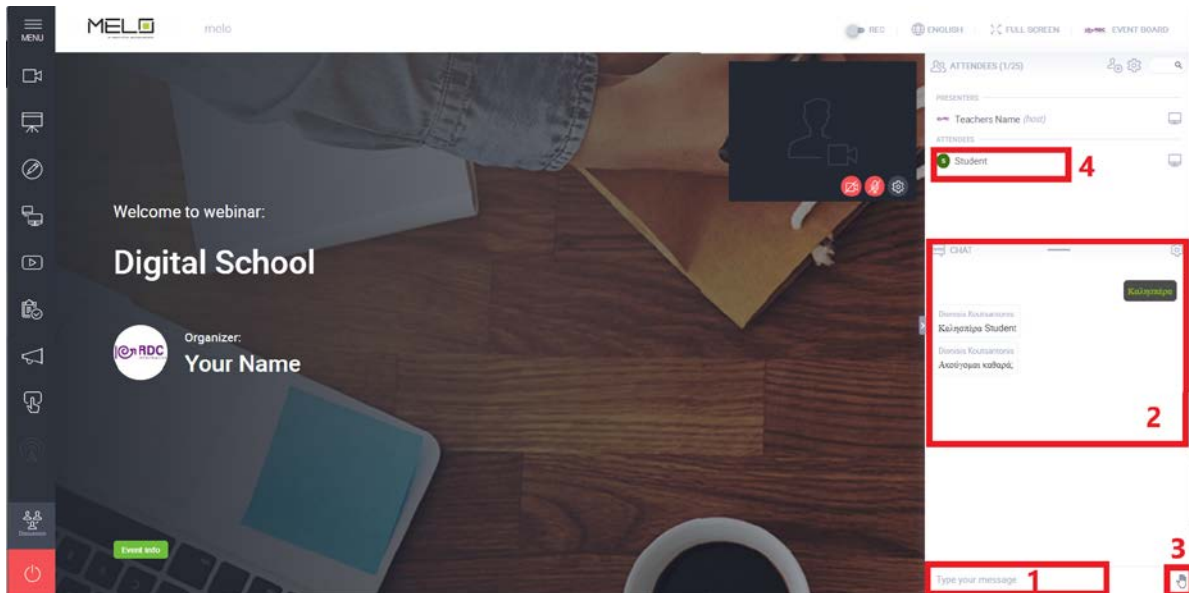 MENU
MELO
melo
REC
ENGLISH
FULL SCREEN
EVENT BOARD
ATTENDEES (1/25)
PRESENTERS
Teachers Name (host)
ATTENDEES
S Student
4
Welcome to webinar:
Digital School
Organizer:
Your Name
RDC
CHAT
Καλησπέρα
Dionisis Koutsantonis
Καλησπέρα Student
Dionisis Koutsantonis
Ακούγομαι καθαρά;
2
Discussion
Event info
3
Type your message
1